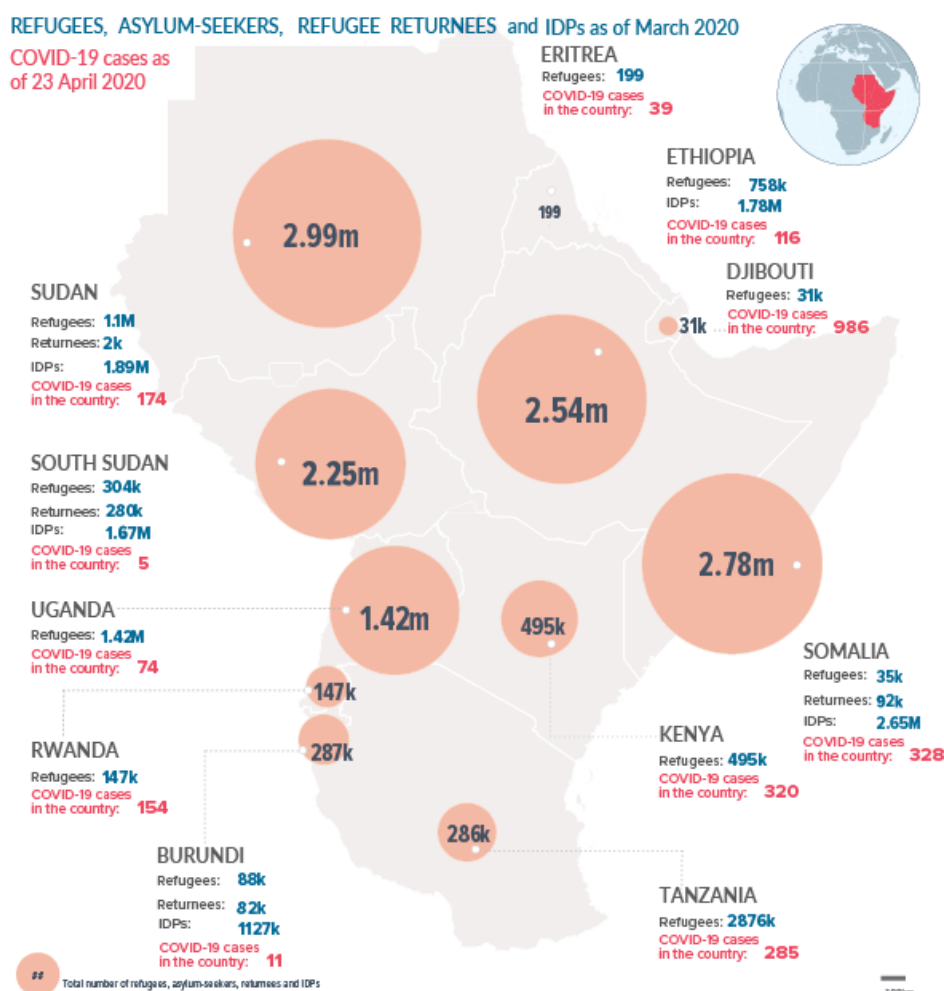 REFUGEES, ASYLUM-SEEKERS, REFUGEE RETURNEES and IDPs as of March 2020
COVID-19 cases as
of 23 April 2020
ERITREA
Refugees: 199
COVID-19 cases
in the country: 39
ETHIOPIA
Refugees: 758k
IDPs: 1.78M
COVID-19 cases
in the country: 116
DJIBOUTI
Refugees: 31k
COVID-19 cases
in the country: 986
2.99m
199
31k
SUDAN
Refugees: 1.1M
Returnees: 2k
IDPs: 1.89M
COVID-19 cases
in the country: 174
2.54m
SOUTH SUDAN
Refugees: 304k
Returnees: 280k
IDPs: 1.67M
COVID-19 cases
in the country: 5
2.25m
2.78m
UGANDA
Refugees: 1.42M
COVID-19 cases
in the country: 74
1.42m
495k
SOMALIA
Refugees: 35k
Returnees: 92k
IDPs: 2.65M
COVID-19 cases
in the country: 328
147k
287k
RWANDA
Refugees: 147k
COVID-19 cases
in the country: 154
KENYA
Refugees: 495k
COVID-19 cases
in the country: 320
286k
BURUNDI
Refugees: 88k
Returnees: 82k
IDPs: 1127k
COVID-19 cases
in the country: 11
TANZANIA
Refugees: 2876k
COVID-19 cases
in the country: 285
## Total number of refugees, asylum-seekers, returnees and IDPs